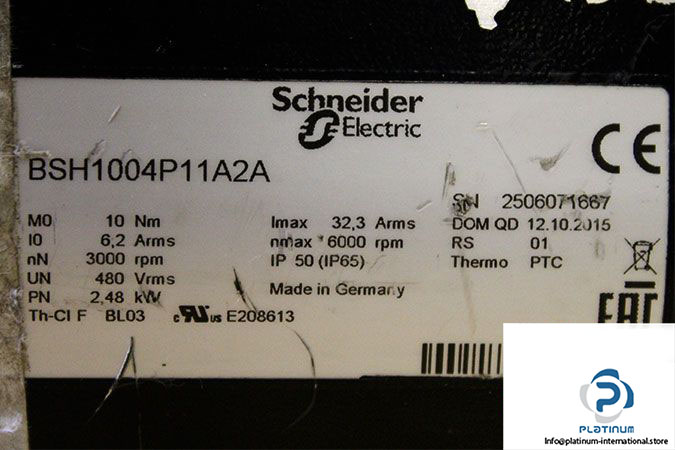 Schneider
Electric
BSH1004P11A2A
SN 2506071667
M0 10 Nm Imax 32,3 Arms DOM QD 12.10.2015
I0 6,2 Arms nmax 6000 rpm RS 01
nN 3000 rpm IP 50 (IP65) Thermo PTC
UN 480 Vrms
PN 2,48 kW Made in Germany
Th-Cl F BL03 c UR us E208613
CE
EAC
PLATINUM
Info@platinum-international.store